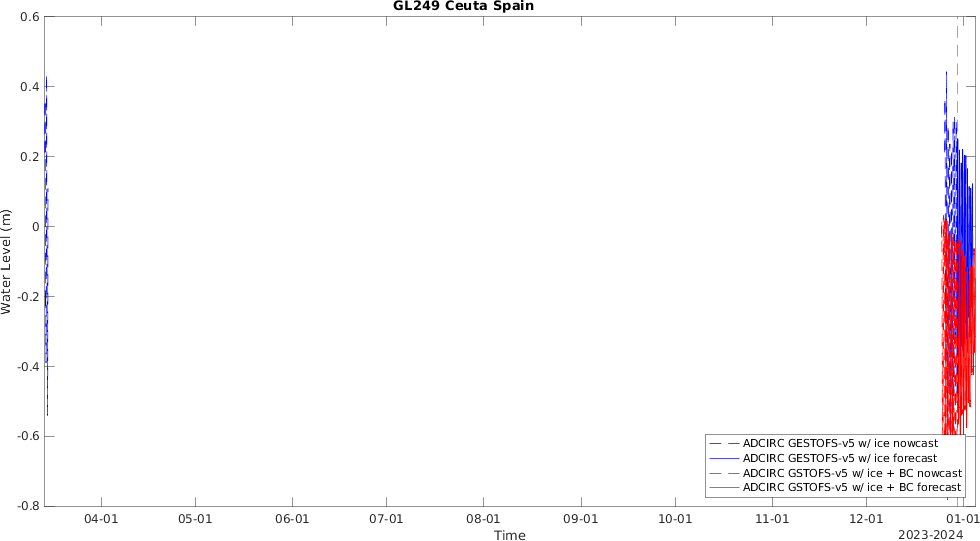 GL249 Ceuta Spain
0.6
0.4
0.2
0
-0.2
-0.4
-0.6
-0.8
Water Level (m)
ADCIRC GESTOFS-v5 w/ ice nowcast
ADCIRC GESTOFS-v5 w/ ice forecast
ADCIRC GSTOFS-v5 w/ ice + BC nowcast
ADCIRC GSTOFS-v5 w/ ice + BC forecast
04-01 05-01 06-01 07-01 08-01 09-01 10-01 11-01 12-01 01-01
Time
2023-2024